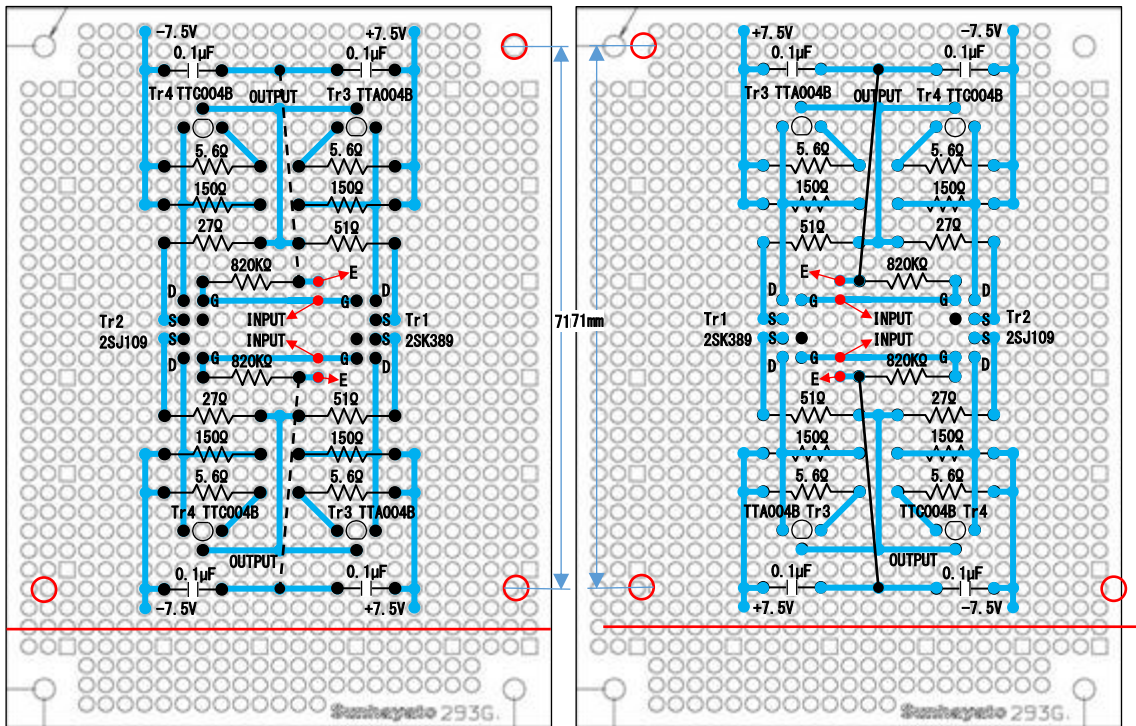 -7.5V +7.5V
0.1μF 0.1μF
Tr4 TTC004B OUTPUT Tr3 TTA004B
5.6Ω 5.6Ω
150Ω 150Ω
27Ω 51Ω
820KΩ E
D G G D
INPUT
Tr2 S S Tr1
2SJ109 S INPUT S 2SK389
D G G D
820KΩ E
27Ω 51Ω
150Ω 150Ω
5.6Ω 5.6Ω
Tr4 TTC004B Tr3 TTA004B
OUTPUT
0.1μF 0.1μF
-7.5V +7.5V
Sunhayato 293G.
71 71mm
+7.5V -7.5V
0.1μF 0.1μF
Tr3 TTA004B OUTPUT Tr4 TTC004B
5.6Ω 5.6Ω
150Ω 150Ω
51Ω 27Ω
E 820KΩ
D G G D
INPUT
Tr1 S S Tr2
2SK389 S INPUT S 2SJ109
D G G D
E 820KΩ
51Ω 27Ω
150Ω 150Ω
5.6Ω 5.6Ω
TTA004B Tr3 TTC004B Tr4
OUTPUT
0.1μF 0.1μF
+7.5V -7.5V
Sunhayato 293G.